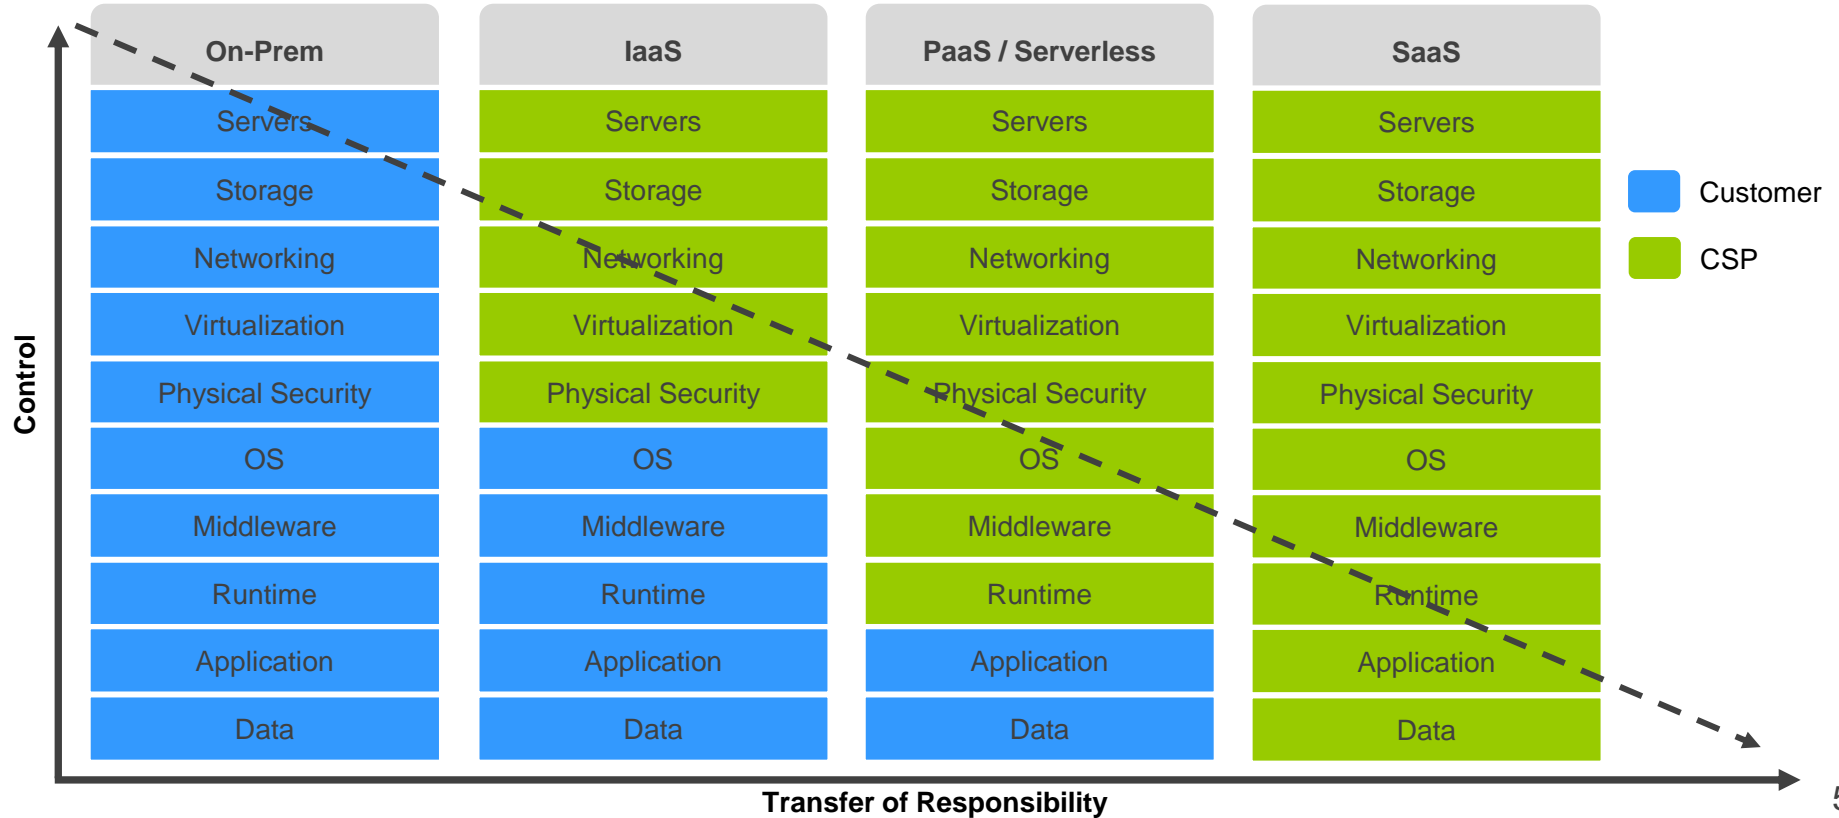 On-Prem
IaaS
PaaS / Serverless
SaaS
Servers
Servers
Servers
Servers
Storage
Storage
Storage
Storage
Networking
Networking
Networking
Networking
Virtualization
Virtualization
Virtualization
Virtualization
Physical Security
Physical Security
Physical Security
Physical Security
OS
OS
OS
OS
Middleware
Middleware
Middleware
Middleware
Runtime
Runtime
Runtime
Runtime
Application
Application
Application
Application
Data
Data
Data
Data
Customer
CSP
Control
Transfer of Responsibility
5